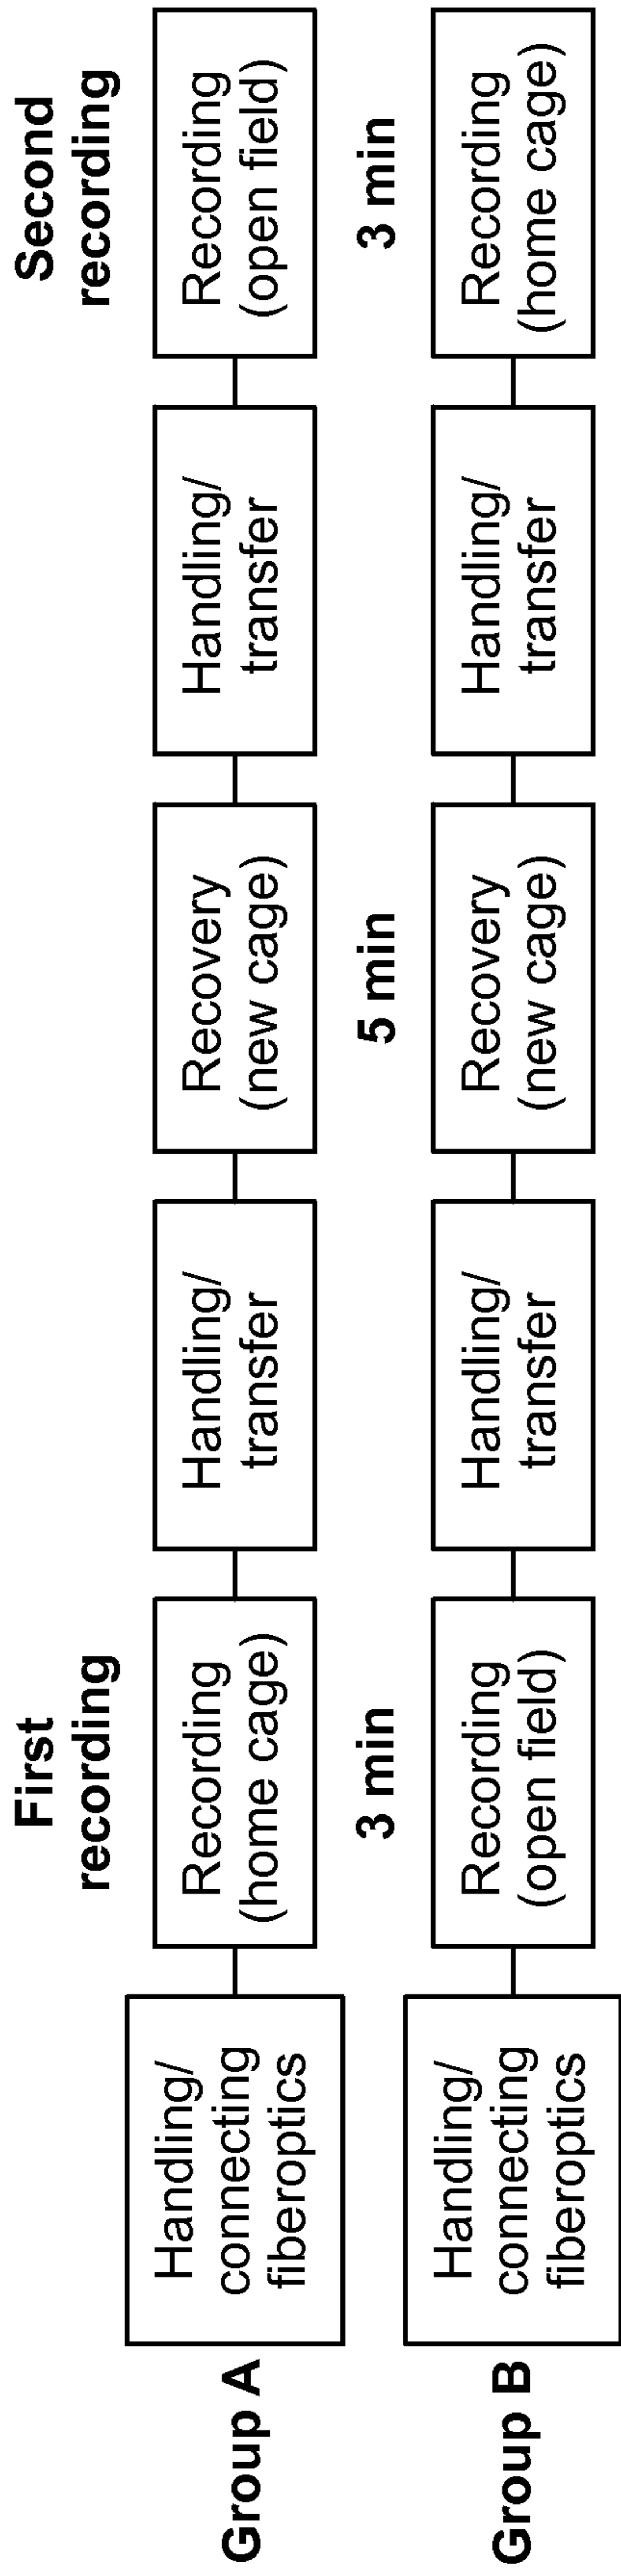 First
recording
Second
recording
Group A
Handling/
connecting
fiberoptics
Recording
(home cage)
Handling/
transfer
Recovery
(new cage)
Handling/
transfer
Recording
(open field)
3 min
5 min
3 min
Group B
Handling/
connecting
fiberoptics
Recording
(open field)
Handling/
transfer
Recovery
(new cage)
Handling/
transfer
Recording
(home cage)